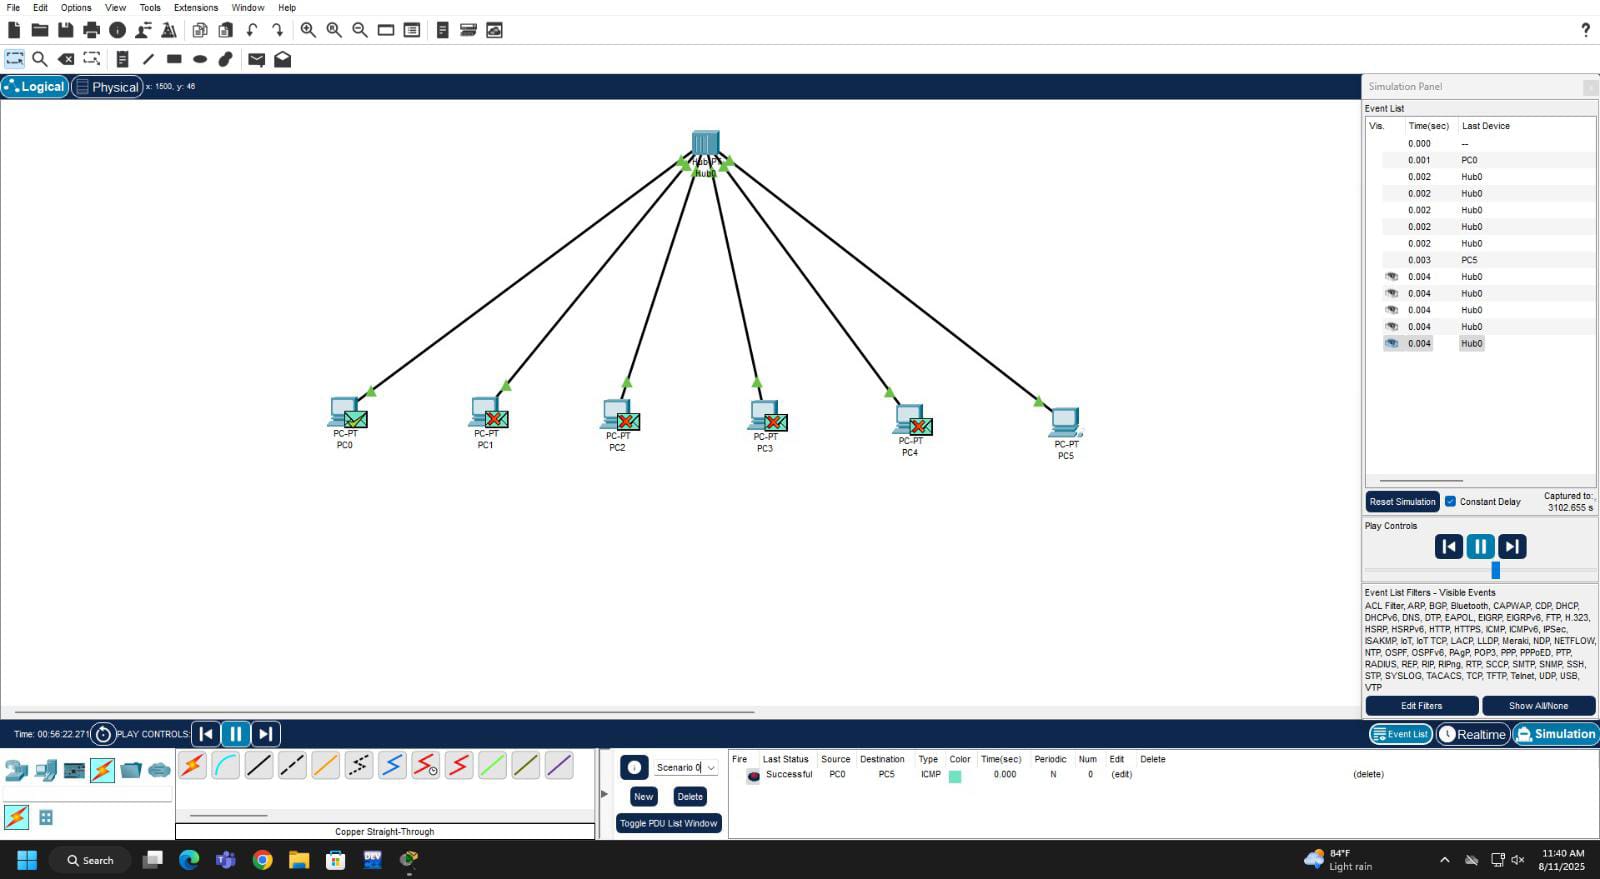 File Edit Options View Tools Extensions Window Help
?
Logical Physical x: 1500, y: 46
Hub-PT
Hub0
PC-PT
PC0
PC-PT
PC1
PC-PT
PC2
PC-PT
PC3
PC-PT
PC4
PC-PT
PC5
Simulation Panel
Event List
Vis. Time(sec) Last Device
0.000 --
0.001 PC0
0.002 Hub0
0.002 Hub0
0.002 Hub0
0.002 Hub0
0.002 Hub0
0.003 PC5
0.004 Hub0
0.004 Hub0
0.004 Hub0
0.004 Hub0
0.004 Hub0
Reset Simulation Constant Delay Captured to:
3102.655 s
Play Controls
Event List Filters - Visible Events
ACL Filter, ARP, BGP, Bluetooth, CAPWAP, CDP, DHCP,
DHCPv6, DNS, DTP, EAPOL, EIGRP, EIGRPv6, FTP, H.323,
HSRP, HSRPv6, HTTP, HTTPS, ICMP, ICMPv6, IPSec,
ISAKMP, IoT, IoT TCP, LACP, LLDP, Meraki, NDP, NETFLOW,
NTP, OSPF, OSPFv6, PAgP, POP3, PPP, PPPoED, PTP,
RADIUS, REP, RIP, RIPng, RTP, SCCP, SMTP, SNMP, SSH,
STP, SYSLOG, TACACS, TCP, TFTP, Telnet, UDP, USB,
VTP
Edit Filters Show All/None
Time: 00:56:22.271 PLAY CONTROLS:
Event List Realtime Simulation
Copper Straight-Through
Scenario 0
New Delete
Toggle PDU List Window
Fire Last Status Source Destination Type Color Time(sec) Periodic Num Edit Delete
Successful PC0 PC5 ICMP 0.000 N 0 (edit) (delete)
Search
DEV
84°F
Light rain
11:40 AM
8/11/2025